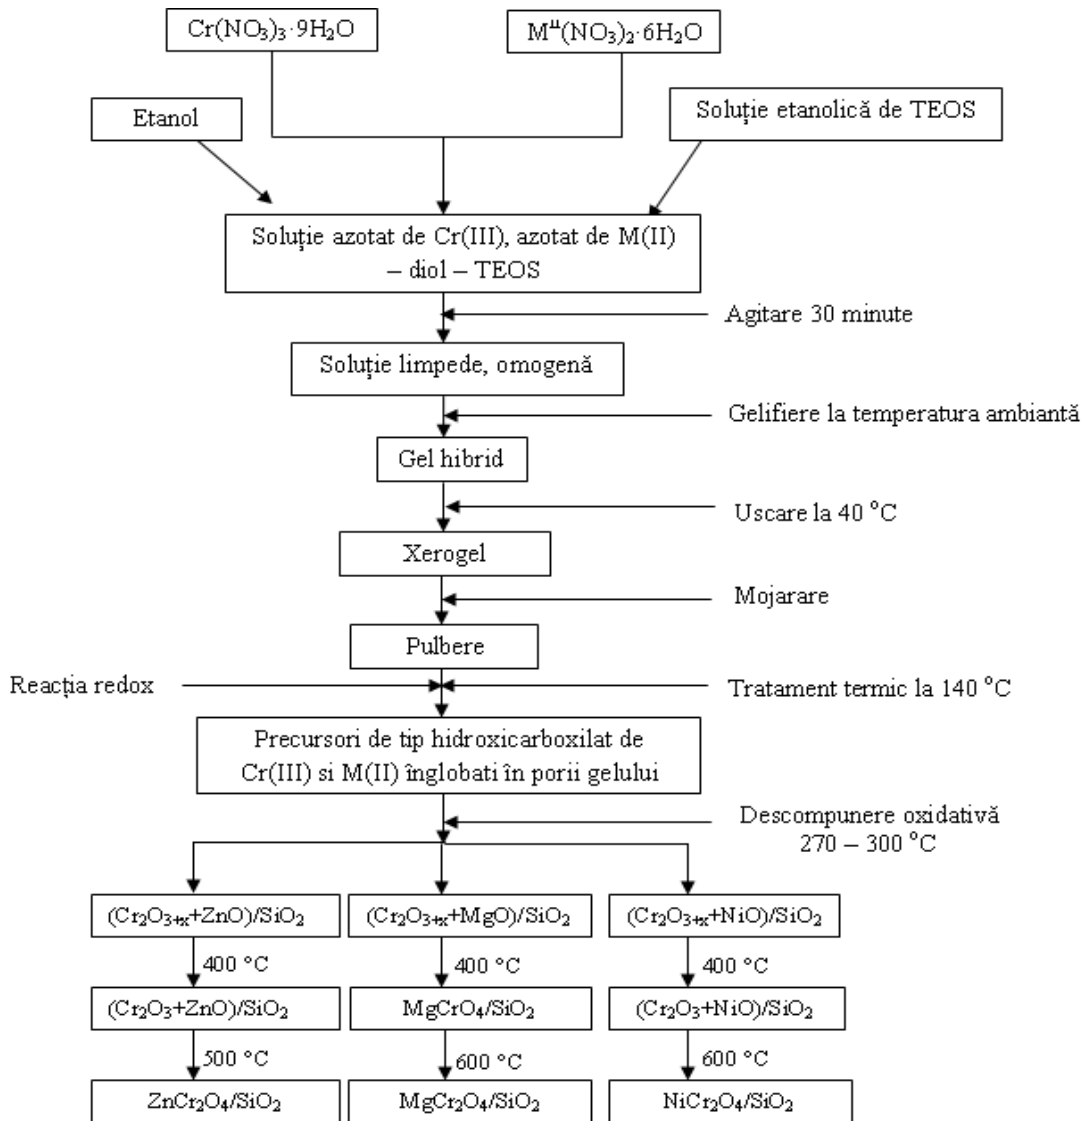 Cr(NO₃)₃·9H₂O
Mᴵᴵ(NO₃)₂·6H₂O
Etanol
Soluţie etanolică de TEOS
Soluţie azotat de Cr(III), azotat de M(II)
– diol – TEOS
Agitare 30 minute
Soluţie limpede, omogenă
Gelifiere la temperatura ambiantă
Gel hibrid
Uscare la 40 °C
Xerogel
Mojarare
Pulbere
Reacţia redox
Tratament termic la 140 °C
Precursori de tip hidroxicarboxilat de
Cr(III) si M(II) înglobati în porii gelului
Descompunere oxidativă
270 – 300 °C
(Cr₂O₃₊ₓ+ZnO)/SiO₂
(Cr₂O₃₊ₓ+MgO)/SiO₂
(Cr₂O₃₊ₓ+NiO)/SiO₂
400 °C
400 °C
400 °C
(Cr₂O₃+ZnO)/SiO₂
MgCrO₄/SiO₂
(Cr₂O₃+NiO)/SiO₂
500 °C
600 °C
600 °C
ZnCr₂O₄/SiO₂
MgCr₂O₄/SiO₂
NiCr₂O₄/SiO₂